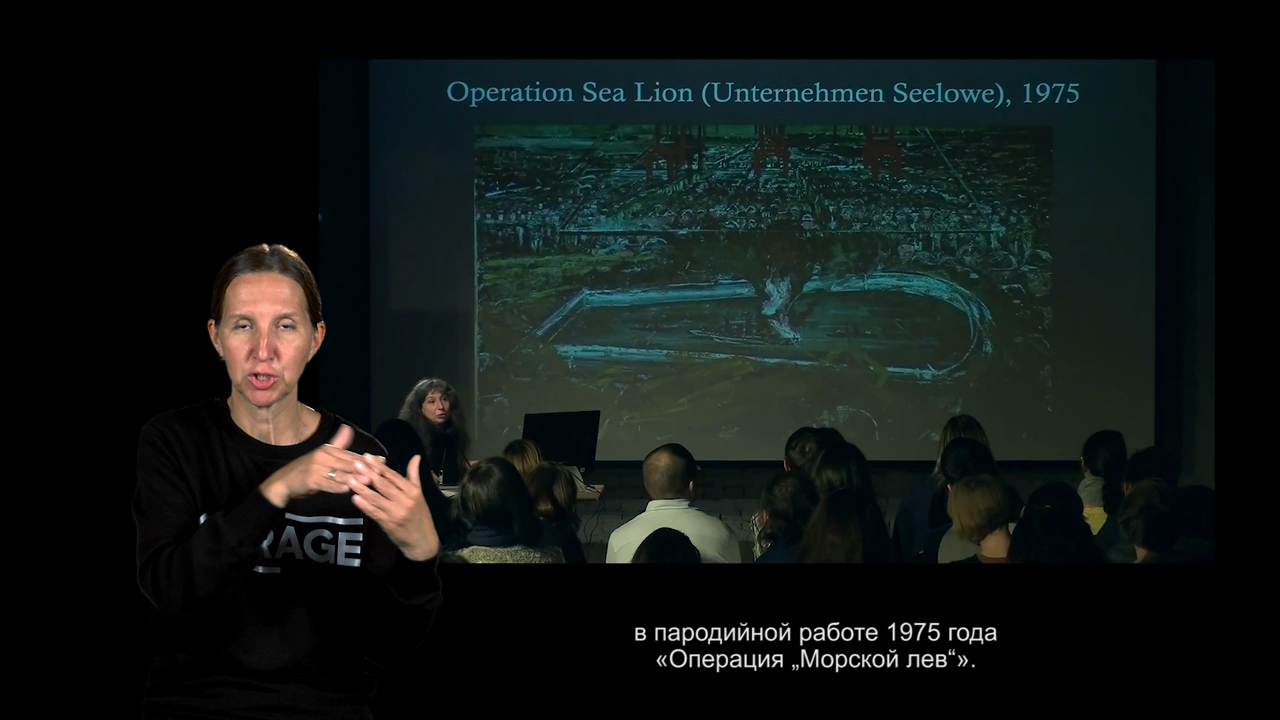 Operation Sea Lion (Unternehmen Seelowe), 1975
RAGE
в пародийной работе 1975 года
«Операция „Морской лев“».